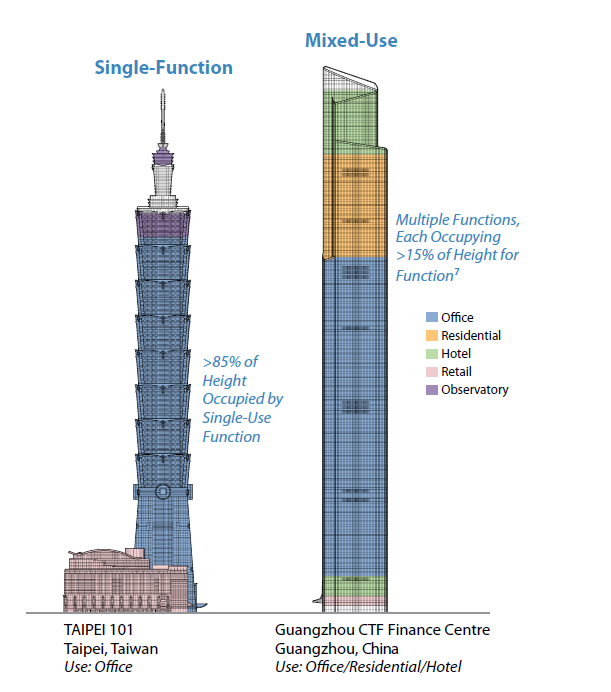 Mixed-Use
Single-Function
Multiple Functions,
Each Occupying
>15% of Height for
Function7
Office
Residential
Hotel
Retail
Observatory
>85% of
Height
Occupied by
Single-Use
Function
TAIPEI 101
Taipei, Taiwan
Use: Office
Guangzhou CTF Finance Centre
Guangzhou, China
Use: Office/Residential/Hotel